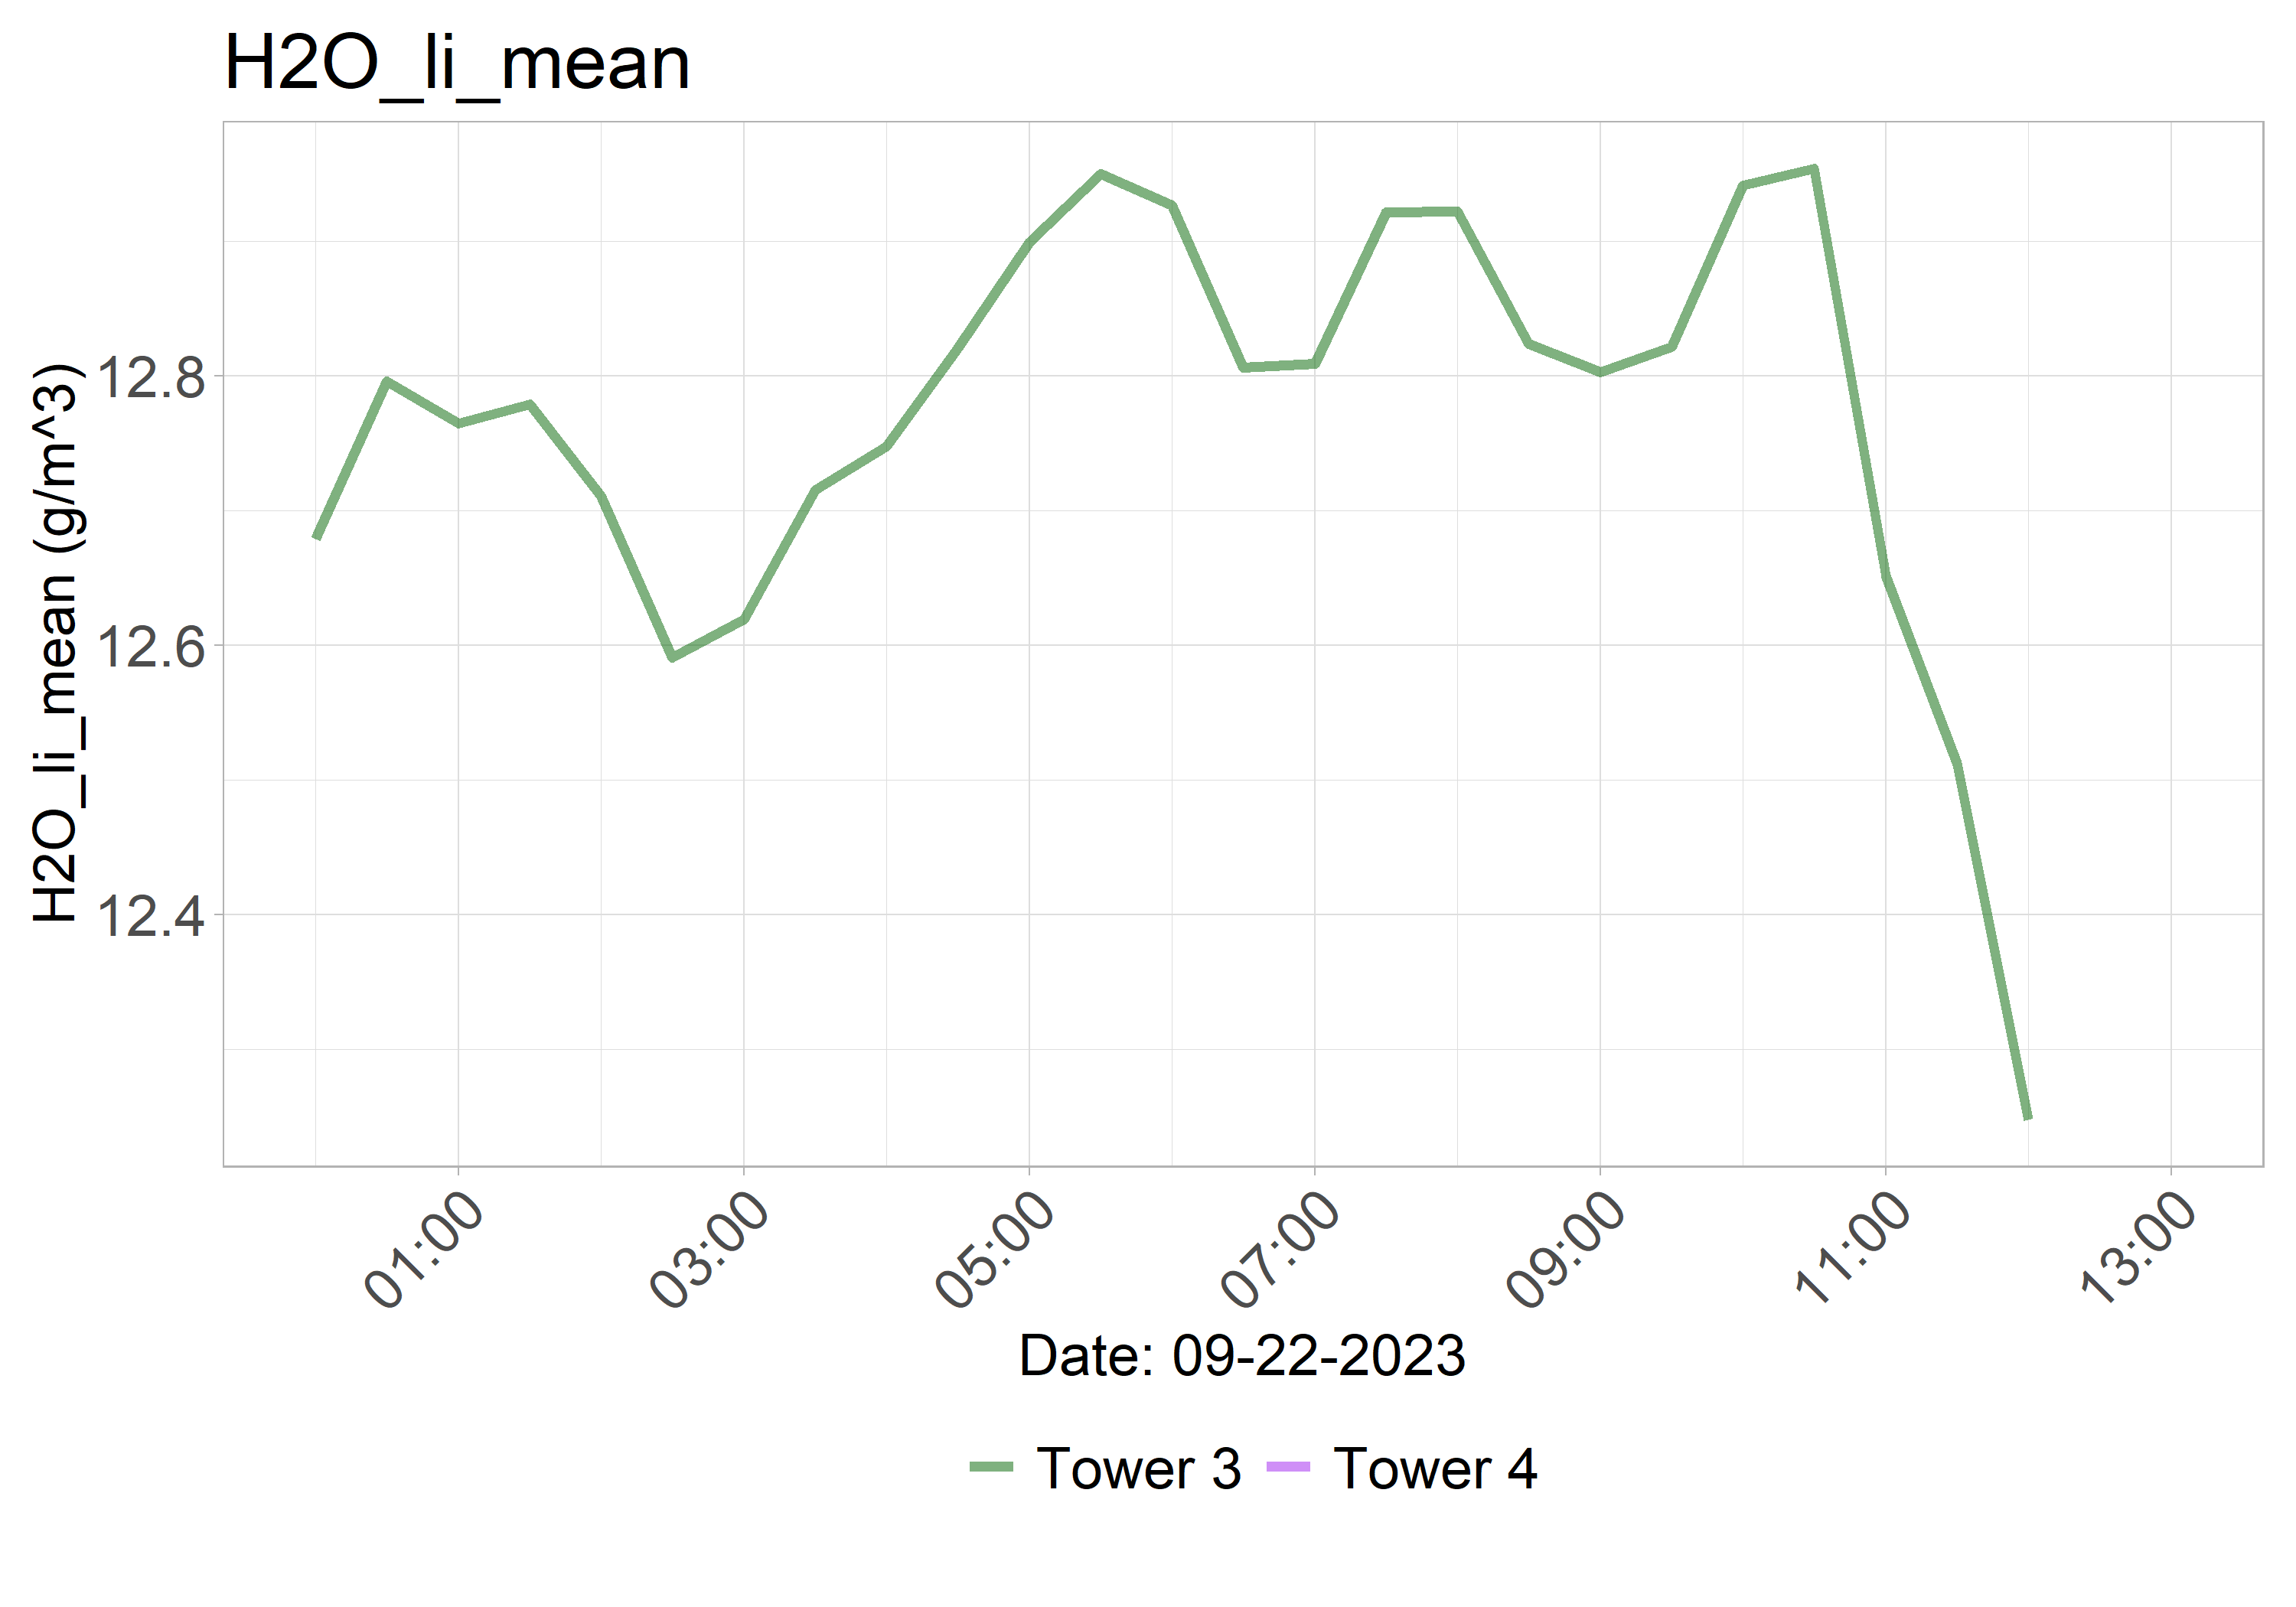 H2O_li_mean
H2O_li_mean (g/m^3)
12.8
12.6
12.4
01:00 03:00 05:00 07:00 09:00 11:00 13:00
Date: 09-22-2023
Tower 3 Tower 4